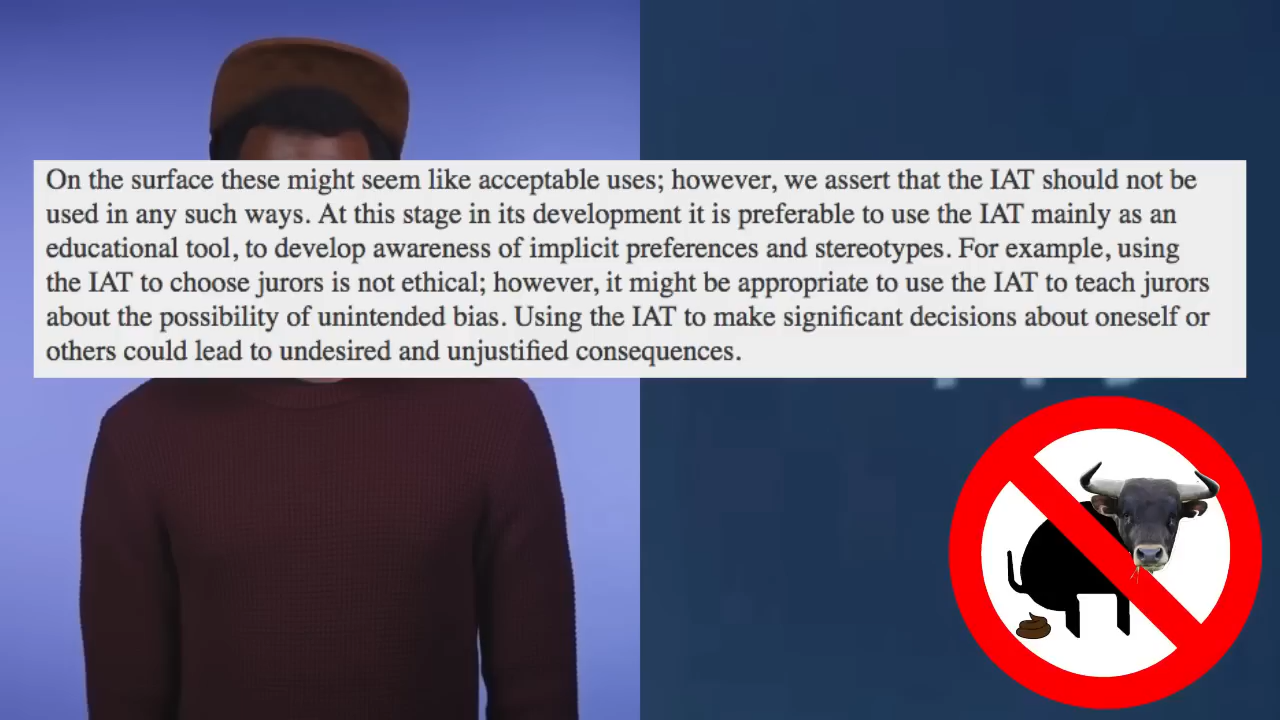 On the surface these might seem like acceptable uses; however, we assert that the IAT should not be
used in any such ways. At this stage in its development it is preferable to use the IAT mainly as an
educational tool, to develop awareness of implicit preferences and stereotypes. For example, using
the IAT to choose jurors is not ethical; however, it might be appropriate to use the IAT to teach jurors
about the possibility of unintended bias. Using the IAT to make significant decisions about oneself or
others could lead to undesired and unjustified consequences.